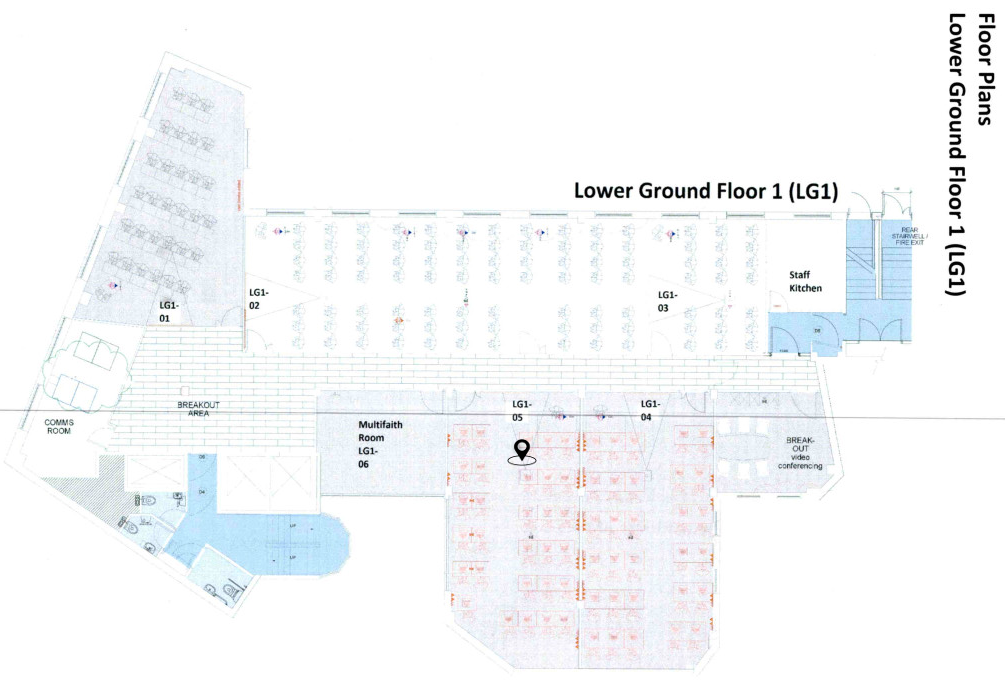 Floor Plans
Lower Ground Floor 1 (LG1)
Lower Ground Floor 1 (LG1)
REAR
STAIRWELL /
FIRE EXIT
Staff
Kitchen
LG1-
01
LG1-
02
LG1-
03
BREAKOUT
AREA
COMMS
ROOM
Multifaith
Room
LG1-
06
LG1-
05
LG1-
04
BREAK-
OUT
video
conferencing
UP
UP